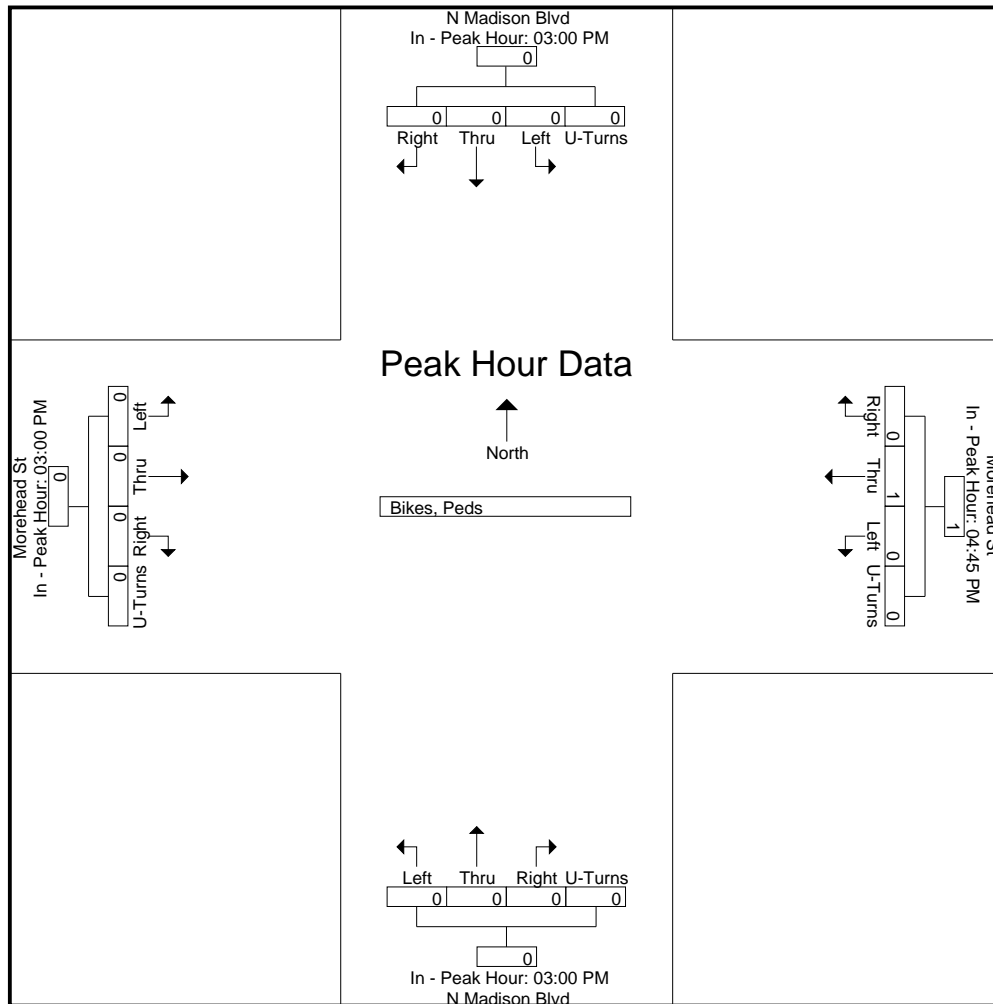 N Madison Blvd
In - Peak Hour: 03:00 PM
0
0 0 0 0
Right Thru Left U-Turns
Peak Hour Data
North
Bikes, Peds
Morehead St
In - Peak Hour: 03:00 PM
0
0 0 0 0
Left Thru Right U-Turns
Morehead St
In - Peak Hour: 04:45 PM
1
0 1 0 0
Right Thru Left U-Turns
Left Thru Right U-Turns
0 0 0 0
0
In - Peak Hour: 03:00 PM
N Madison Blvd